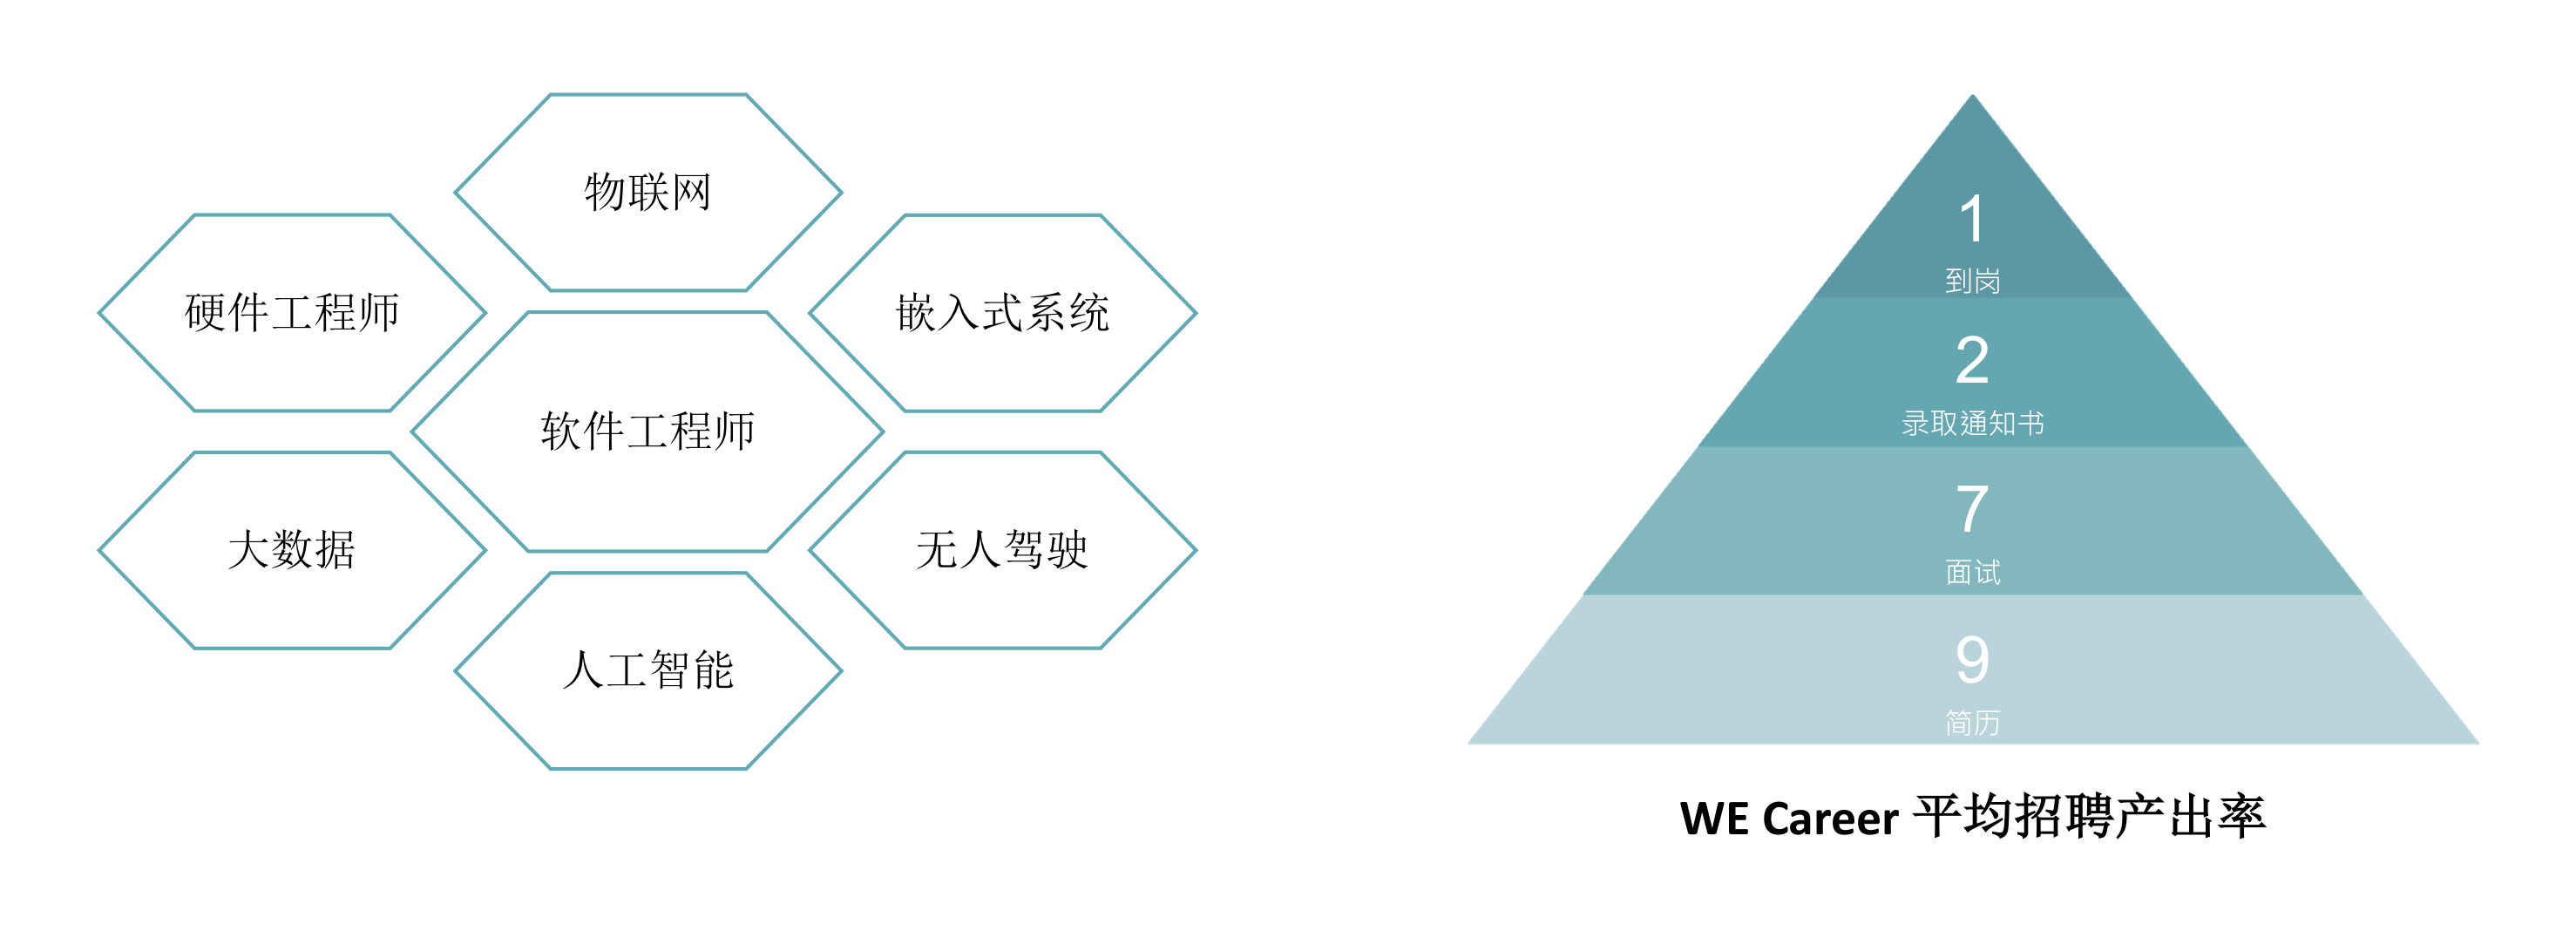 物联网
硬件工程师
嵌入式系统
软件工程师
大数据
无人驾驶
人工智能
1
到岗
2
录取通知书
7
面试
9
简历
WE Career 平均招聘产出率